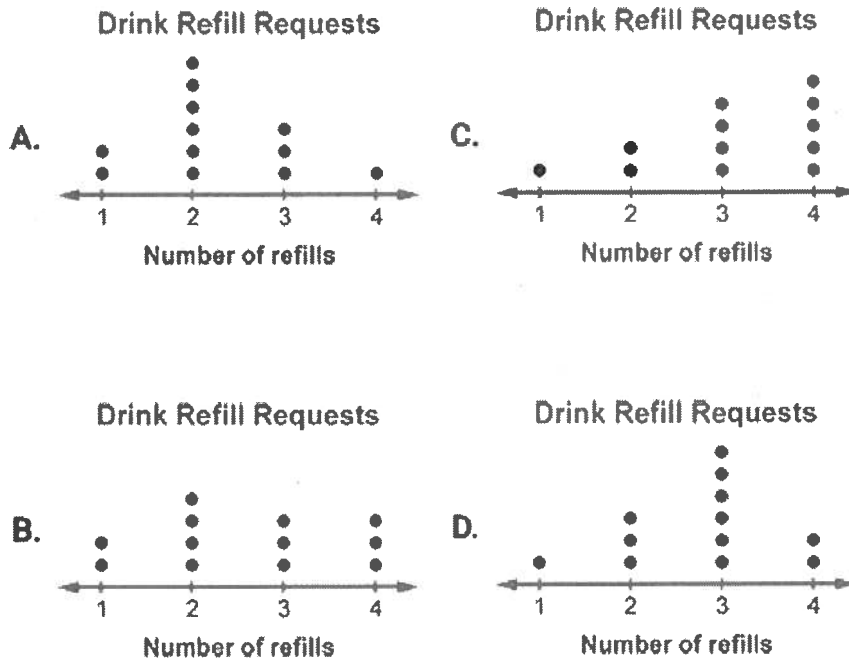 Drink Refill Requests
A.
1 2 3 4
Number of refills
Drink Refill Requests
C.
1 2 3 4
Number of refills
Drink Refill Requests
B.
1 2 3 4
Number of refills
Drink Refill Requests
D.
1 2 3 4
Number of refills